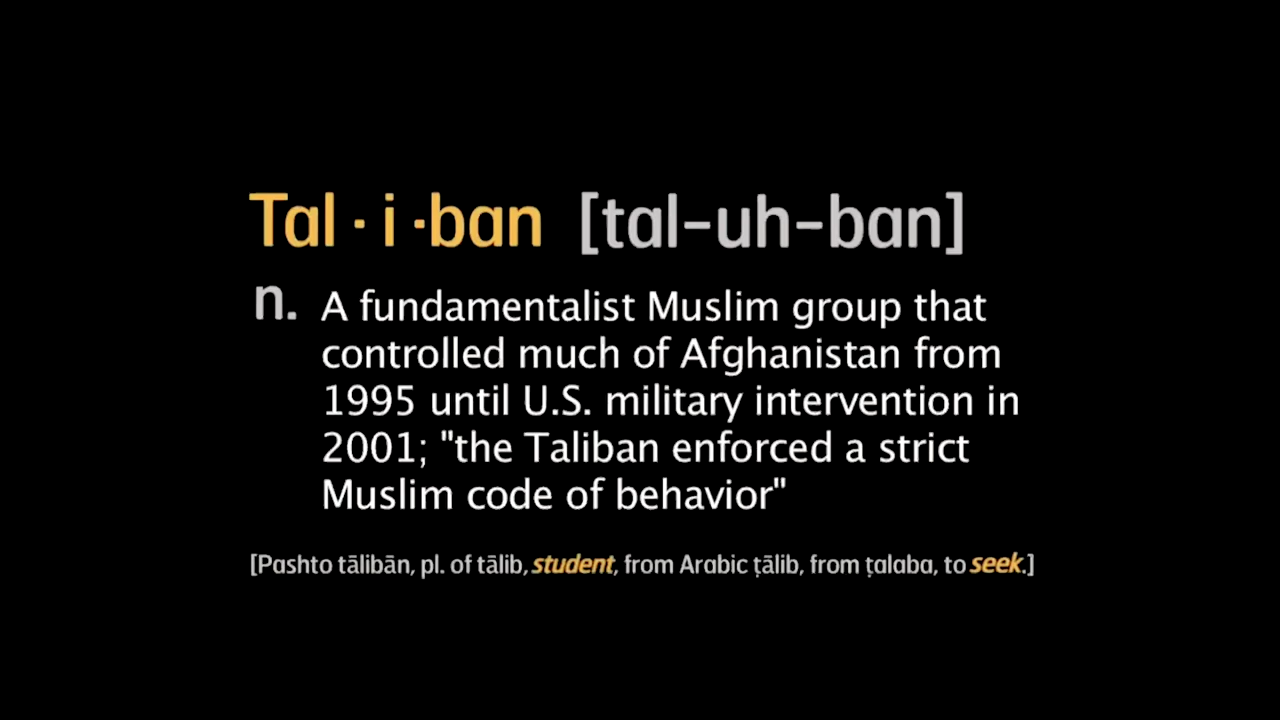 Tal · i ·ban [tal-uh-ban]
n. A fundamentalist Muslim group that
controlled much of Afghanistan from
1995 until U.S. military intervention in
2001; "the Taliban enforced a strict
Muslim code of behavior"
[Pashto tālibān, pl. of tālib, student, from Arabic ṭālib, from ṭalaba, to seek.]